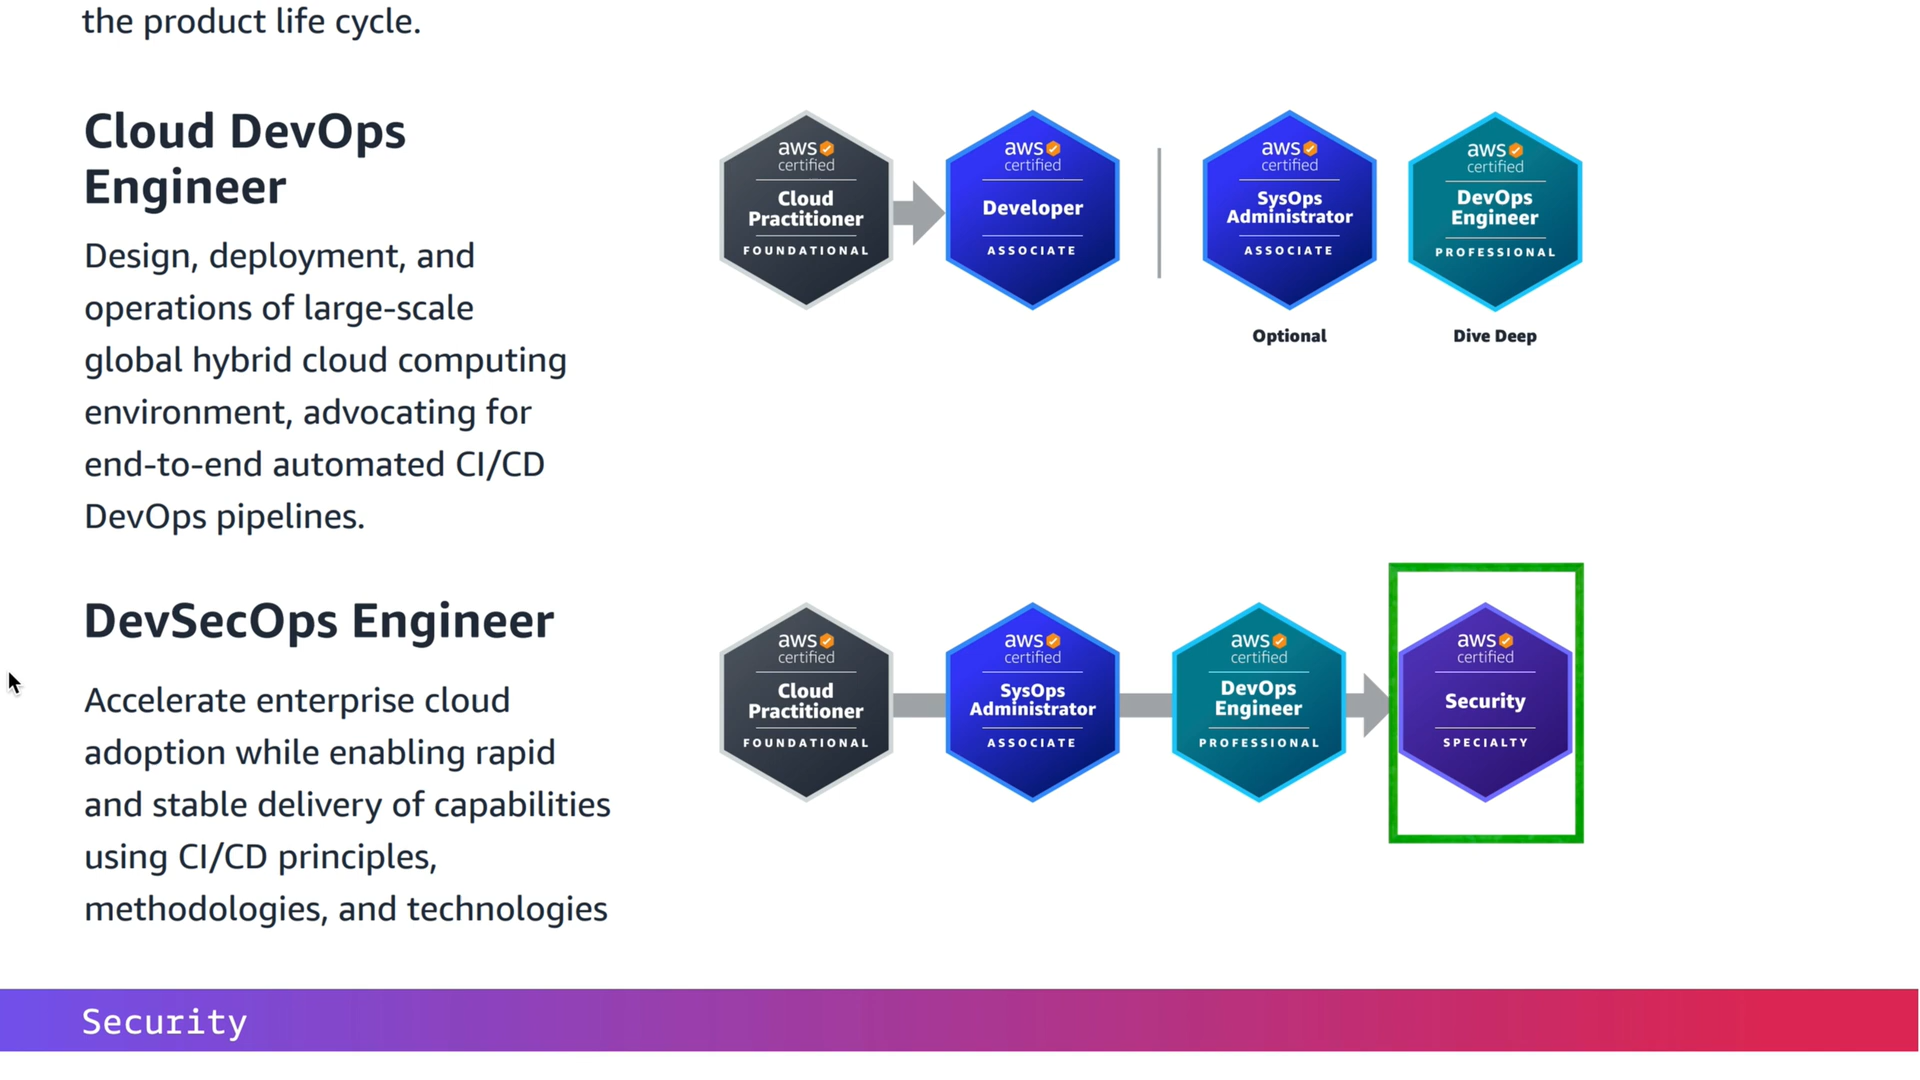 the product life cycle.
Cloud DevOps
Engineer
Design, deployment, and
operations of large-scale
global hybrid cloud computing
environment, advocating for
end-to-end automated CI/CD
DevOps pipelines.
aws
certified
Cloud
Practitioner
FOUNDATIONAL
aws
certified
Developer
ASSOCIATE
aws
certified
SysOps
Administrator
ASSOCIATE
Optional
aws
certified
DevOps
Engineer
PROFESSIONAL
Dive Deep
DevSecOps Engineer
Accelerate enterprise cloud
adoption while enabling rapid
and stable delivery of capabilities
using CI/CD principles,
methodologies, and technologies
aws
certified
Cloud
Practitioner
FOUNDATIONAL
aws
certified
SysOps
Administrator
ASSOCIATE
aws
certified
DevOps
Engineer
PROFESSIONAL
aws
certified
Security
SPECIALTY
Security